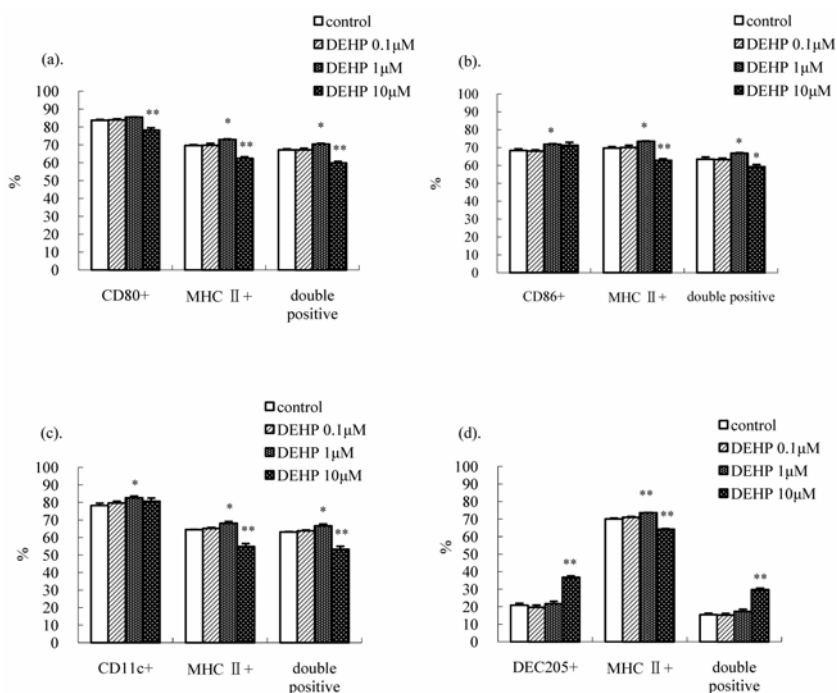 (a).
control
DEHP 0.1μM
DEHP 1μM
DEHP 10μM
100
90
80
70
60
50
40
30
20
10
0
%
**
*
**
*
**
CD80+
MHC Ⅱ+
double
positive
(b).
control
DEHP 0.1μM
DEHP 1μM
DEHP 10μM
100
90
80
70
60
50
40
30
20
10
0
%
*
*
**
*
*
CD86+
MHC Ⅱ+
double positive
(c).
control
DEHP 0.1μM
DEHP 1μM
DEHP 10μM
100
90
80
70
60
50
40
30
20
10
0
%
*
*
**
*
**
CD11c+
MHC Ⅱ+
double
positive
(d).
control
DEHP 0.1μM
DEHP 1μM
DEHP 10μM
100
90
80
70
60
50
40
30
20
10
0
%
**
**
**
**
DEC205+
MHC Ⅱ+
double
positive